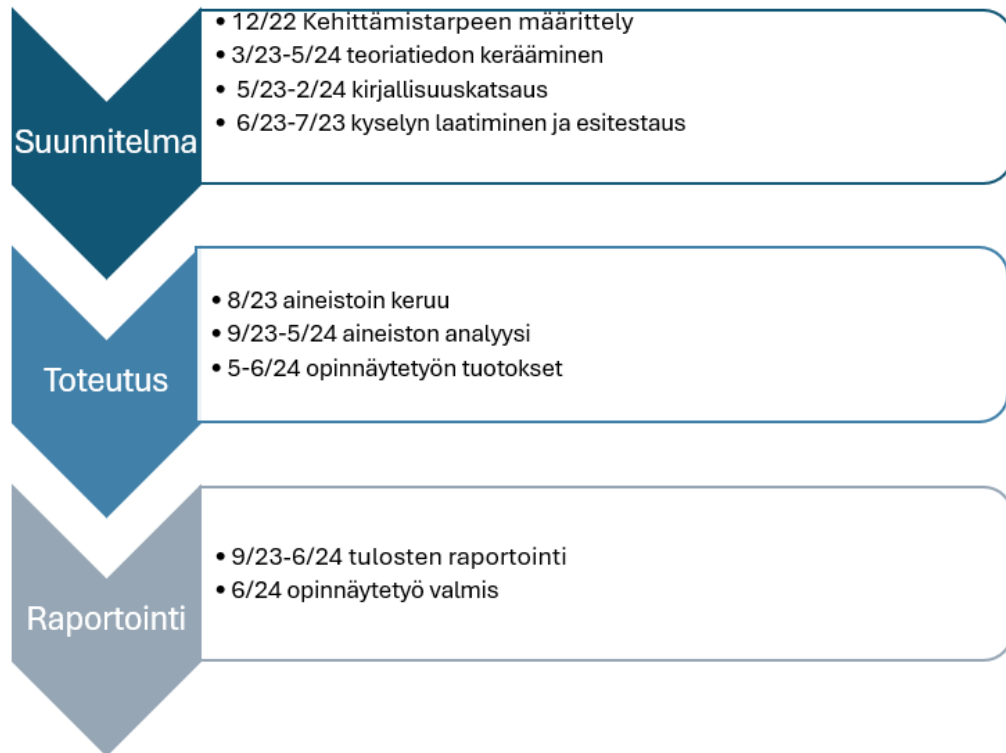 Suunnitelma
• 12/22 Kehittämistarpeen määrittely
• 3/23-5/24 teoriatiedon kerääminen
• 5/23-2/24 kirjallisuuskatsaus
• 6/23-7/23 kyselyn laatiminen ja esitestaus
Toteutus
• 8/23 aineistoin keruu
• 9/23-5/24 aineiston analyysi
• 5-6/24 opinnäytetyön tuotokset
Raportointi
• 9/23-6/24 tulosten raportointi
• 6/24 opinnäytetyö valmis